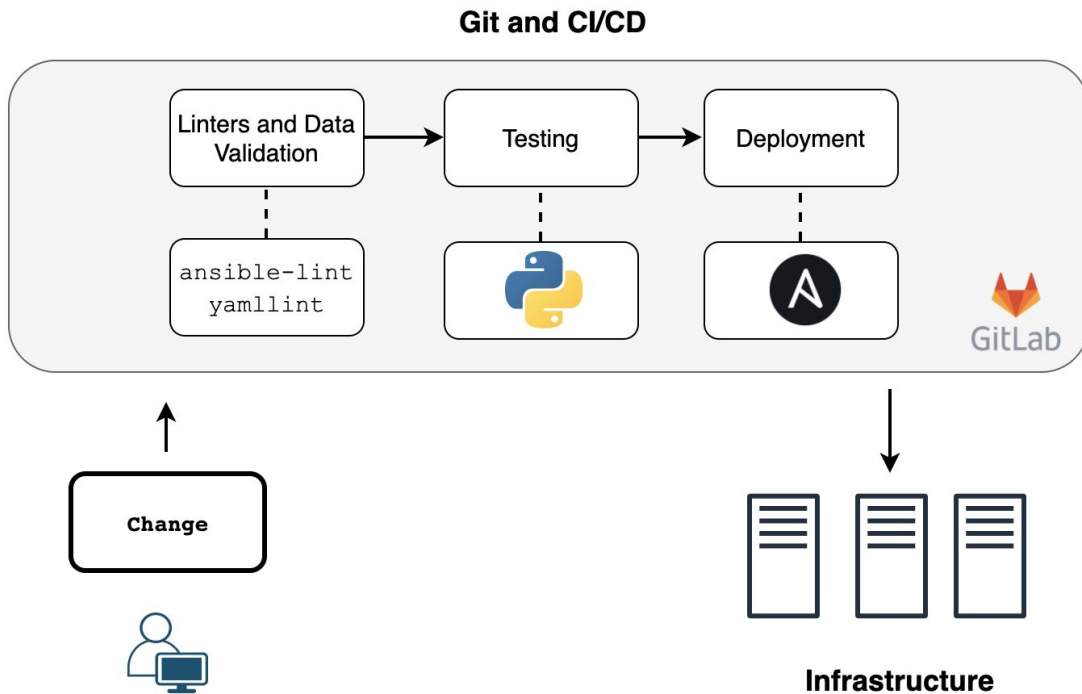 Git and CI/CD
Linters and Data
Validation
Testing
Deployment
ansible-lint
yamllint
GitLab
Change
Infrastructure